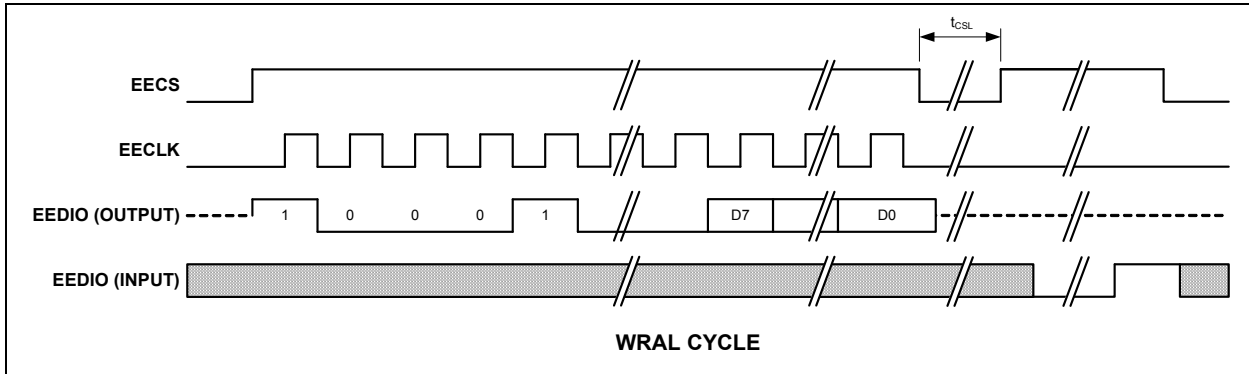 tCSL
EECS
EECLK
EEDIO (OUTPUT) 1 0 0 0 1 D7 D0
EEDIO (INPUT)
WRAL CYCLE